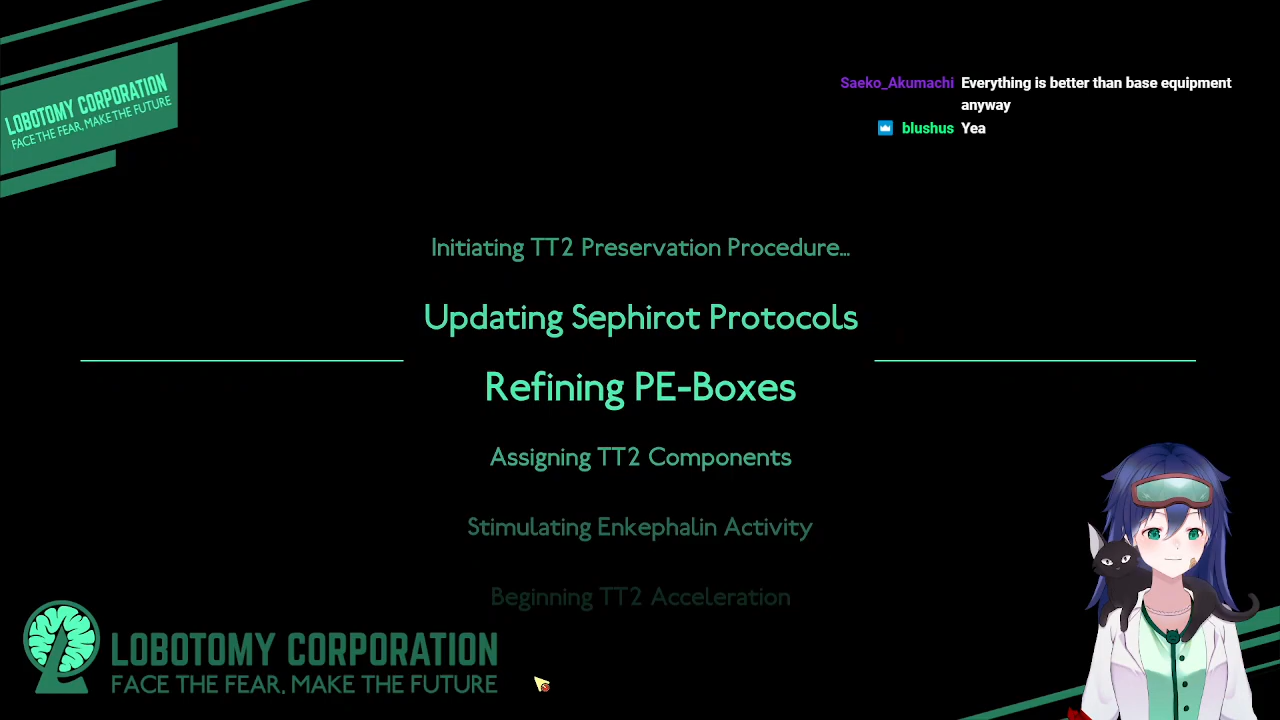 LOBOTOMY CORPORATION
FACE THE FEAR, MAKE THE FUTURE
Saeko_Akumachi Everything is better than base equipment
anyway
blushus Yea
Initiating TT2 Preservation Procedure...
Updating Sephirot Protocols
Refining PE-Boxes
Assigning TT2 Components
Stimulating Enkephalin Activity
Beginning TT2 Acceleration
LOBOTOMY CORPORATION
FACE THE FEAR, MAKE THE FUTURE